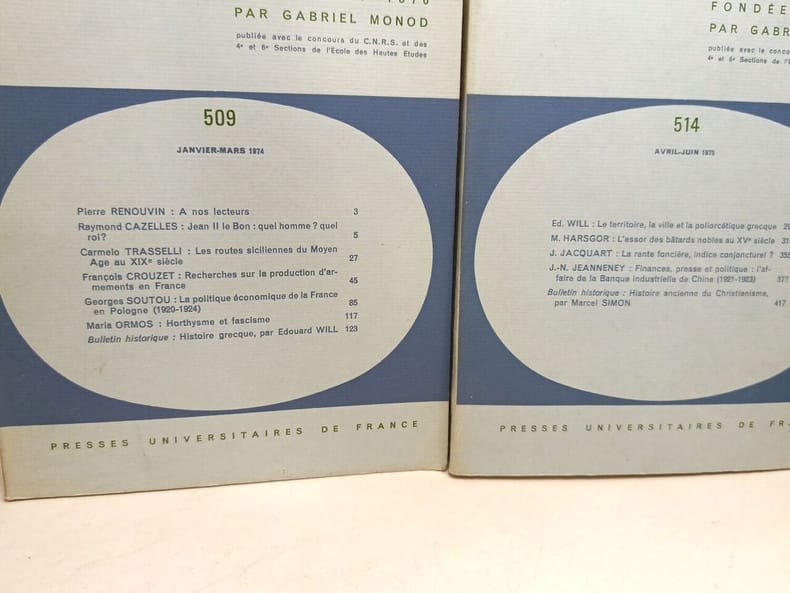 PAR GABRIEL MONOD
publiée avec le concours du C.N.R.S. et des
4e et 6e Sections de l'Ecole des Hautes Etudes
509
JANVIER-MARS 1974
Pierre RENOUVIN : A nos lecteurs 3
Raymond CAZELLES : Jean II le Bon : quel homme ? quel
roi? 5
Carmelo TRASSELLI : Les routes siciliennes du Moyen
Age au XIXe siècle 27
François CROUZET : Recherches sur la production d'ar-
mements en France 45
Georges SOUTOU : La politique économique de la France
en Pologne (1920-1924) 85
Maria ORMOS : Horthysme et fascisme 117
Bulletin historique : Histoire grecque, par Edouard WILL 123
PRESSES UNIVERSITAIRES DE FRANCE
FONDÉE
PAR GABR
publiée avec le conco
4e et 6e Sections de l'E
514
AVRIL-JUIN 1975
Ed. WILL : Le territoire, la ville et la poliorcétique grecque
M. HARSGOR : L'essor des bâtards nobles au XVe siècle 31
J. JACQUART : La rente foncière, indice conjoncturel ? 355
J.-N. JEANNENEY : Finances, presse et politique : l'af-
faire de la Banque industrielle de Chine (1921-1923) 377
Bulletin historique : Histoire ancienne du Christianisme,
par Marcel SIMON 417
PRESSES UNIVERSITAIRES DE FRA